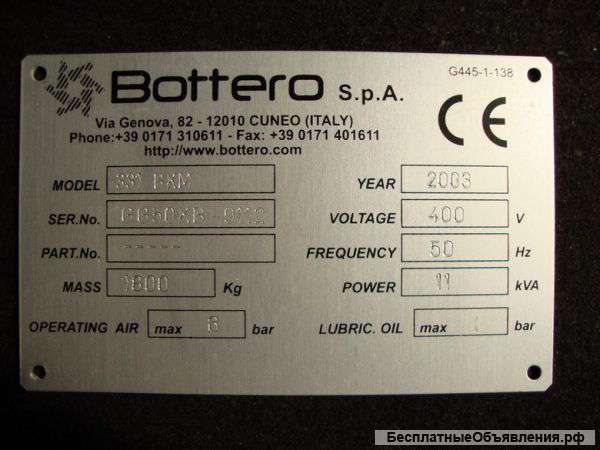 Bottero S.p.A.
G445-1-138
Via Genova, 82 - 12010 CUNEO (ITALY)
Phone:+39 0171 310611 - Fax: +39 0171 401611
http://www.bottero.com
CE
MODEL BKM
YEAR 2003
SER.No.
VOLTAGE 400 V
PART.No. -----
FREQUENCY 50 Hz
MASS 1800 Kg
POWER 11 kVA
OPERATING AIR max 6 bar
LUBRIC. OIL max / bar
БесплатныеОбъявления.рф